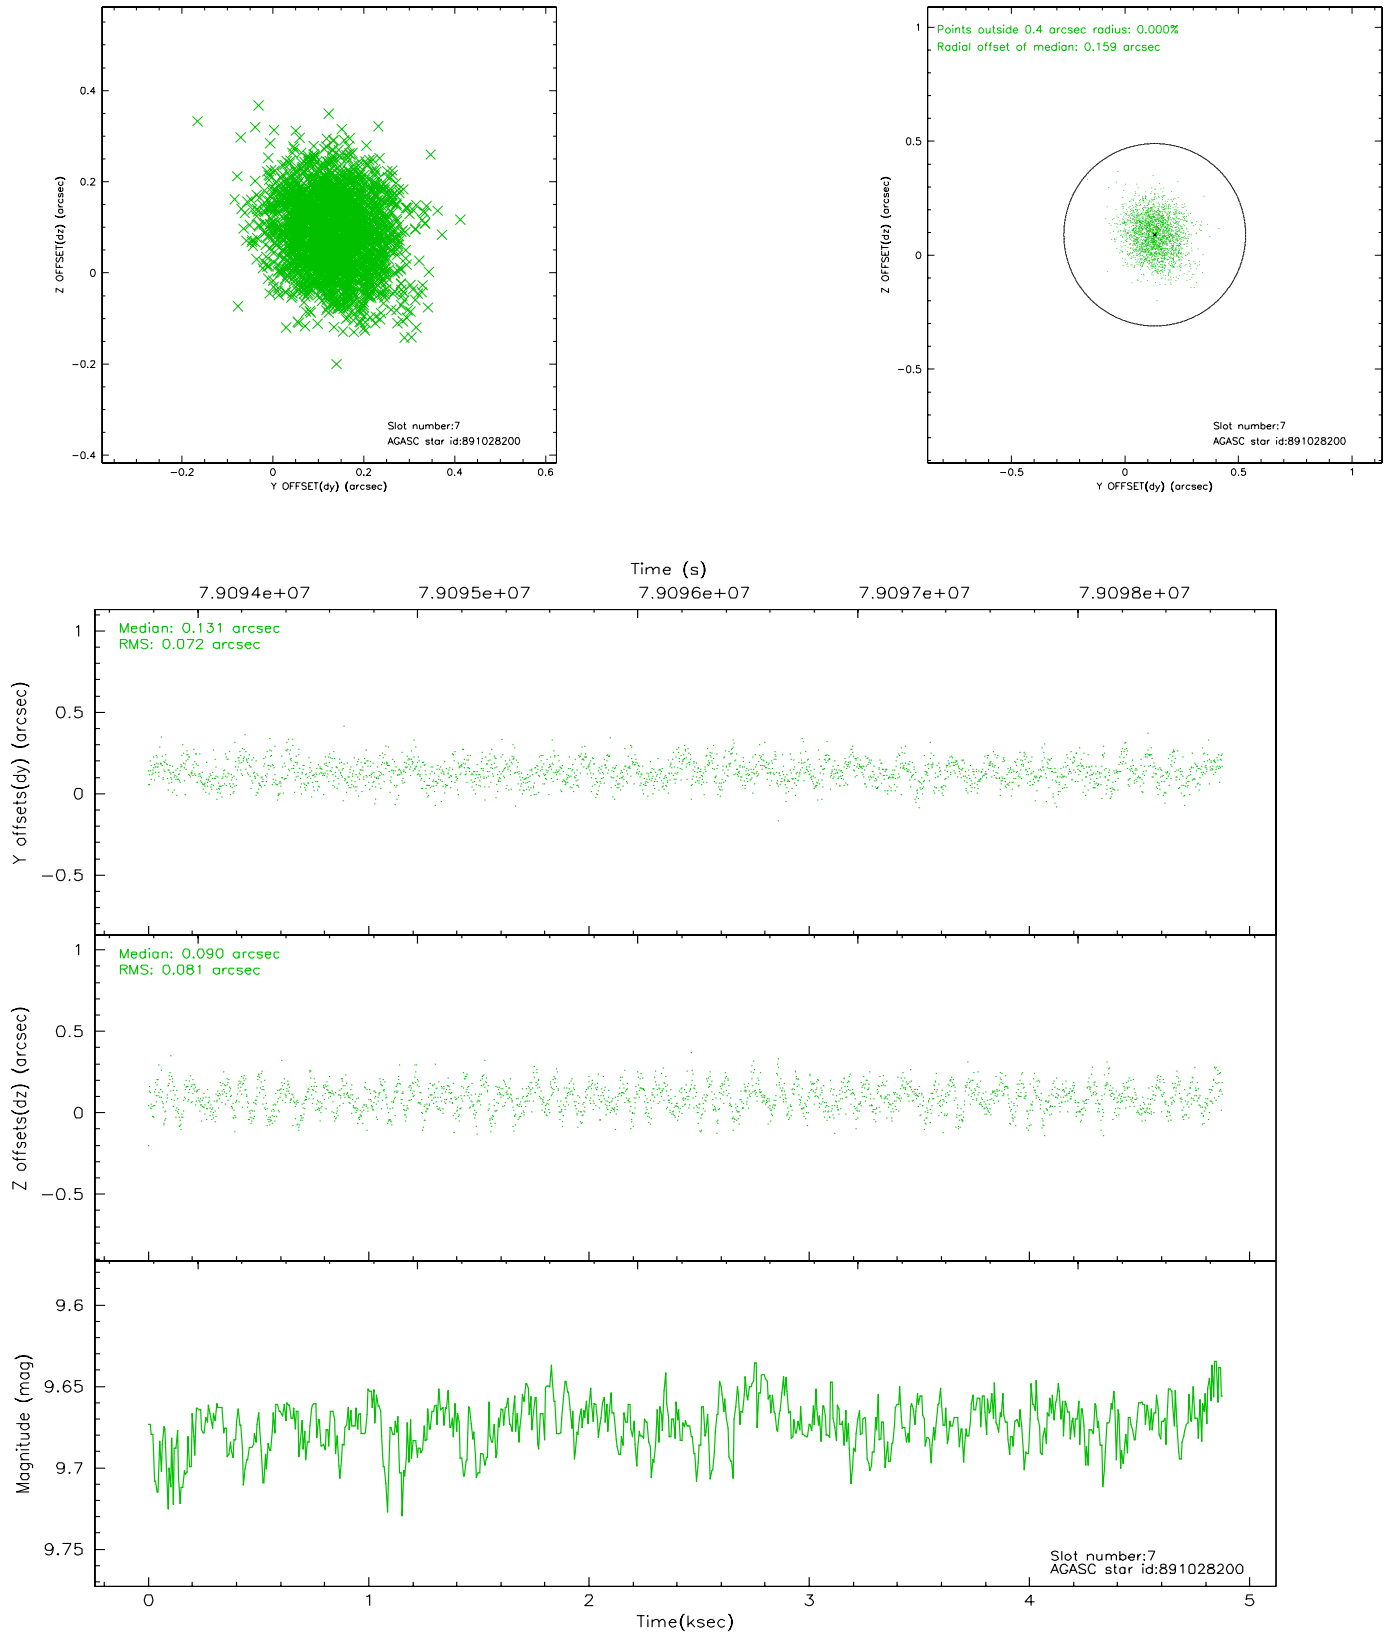 0.4
0.2
0
−0.2
−0.4
Z OFFSET(dz) (arcsec)
Slot number:7
AGASC star id:891028200
−0.2 0 0.2 0.4 0.6
Y OFFSET(dy) (arcsec)
Points outside 0.4 arcsec radius: 0.000%
Radial offset of median: 0.159 arcsec
1
0.5
0
−0.5
Z OFFSET(dz) (arcsec)
Slot number:7
AGASC star id:891028200
−0.5 0 0.5 1
Y OFFSET(dy) (arcsec)
Time (s)
7.9094e+07 7.9095e+07 7.9096e+07 7.9097e+07 7.9098e+07
Median: 0.131 arcsec
RMS: 0.072 arcsec
1
0.5
0
−0.5
Y offsets(dy) (arcsec)
Median: 0.090 arcsec
RMS: 0.081 arcsec
1
0.5
0
−0.5
Z offsets(dz) (arcsec)
9.6
9.65
9.7
9.75
Magnitude (mag)
Slot number:7
AGASC star id:891028200
0 1 2 3 4 5
Time(ksec)